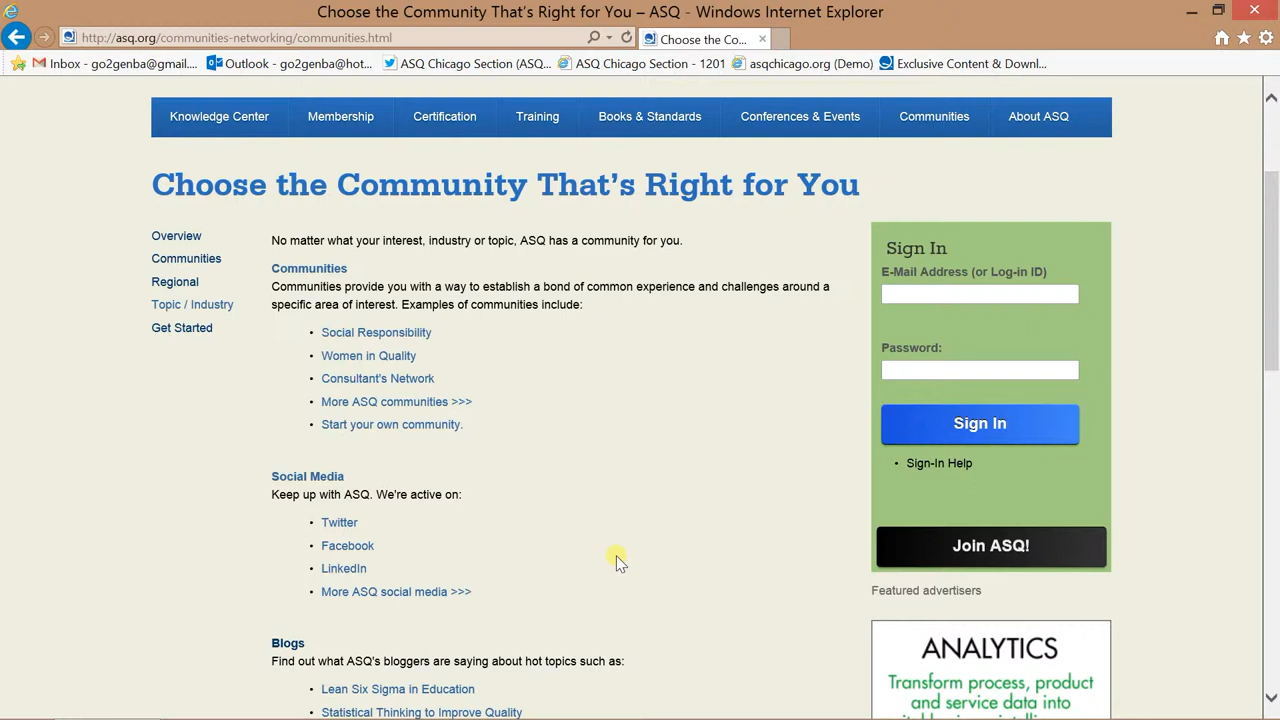 Choose the Community That's Right for You – ASQ - Windows Internet Explorer
http://asq.org/communities-networking/communities.html
Choose the Co...
Inbox - go2genba@gmail....
Outlook - go2genba@hot...
ASQ Chicago Section (ASQ...
ASQ Chicago Section - 1201
asqchicago.org (Demo)
Exclusive Content & Downl...
Knowledge Center
Membership
Certification
Training
Books & Standards
Conferences & Events
Communities
About ASQ
Choose the Community That's Right for You
Overview
Communities
Regional
Topic / Industry
Get Started
No matter what your interest, industry or topic, ASQ has a community for you.
Communities
Communities provide you with a way to establish a bond of common experience and challenges around a
specific area of interest. Examples of communities include:
• Social Responsibility
• Women in Quality
• Consultant's Network
• More ASQ communities >>>
• Start your own community.
Social Media
Keep up with ASQ. We're active on:
• Twitter
• Facebook
• LinkedIn
• More ASQ social media >>>
Blogs
Find out what ASQ's bloggers are saying about hot topics such as:
• Lean Six Sigma in Education
• Statistical Thinking to Improve Quality
Sign In
E-Mail Address (or Log-in ID)
Password:
Sign In
• Sign-In Help
Join ASQ!
Featured advertisers
ANALYTICS
Transform process, product
and service data into